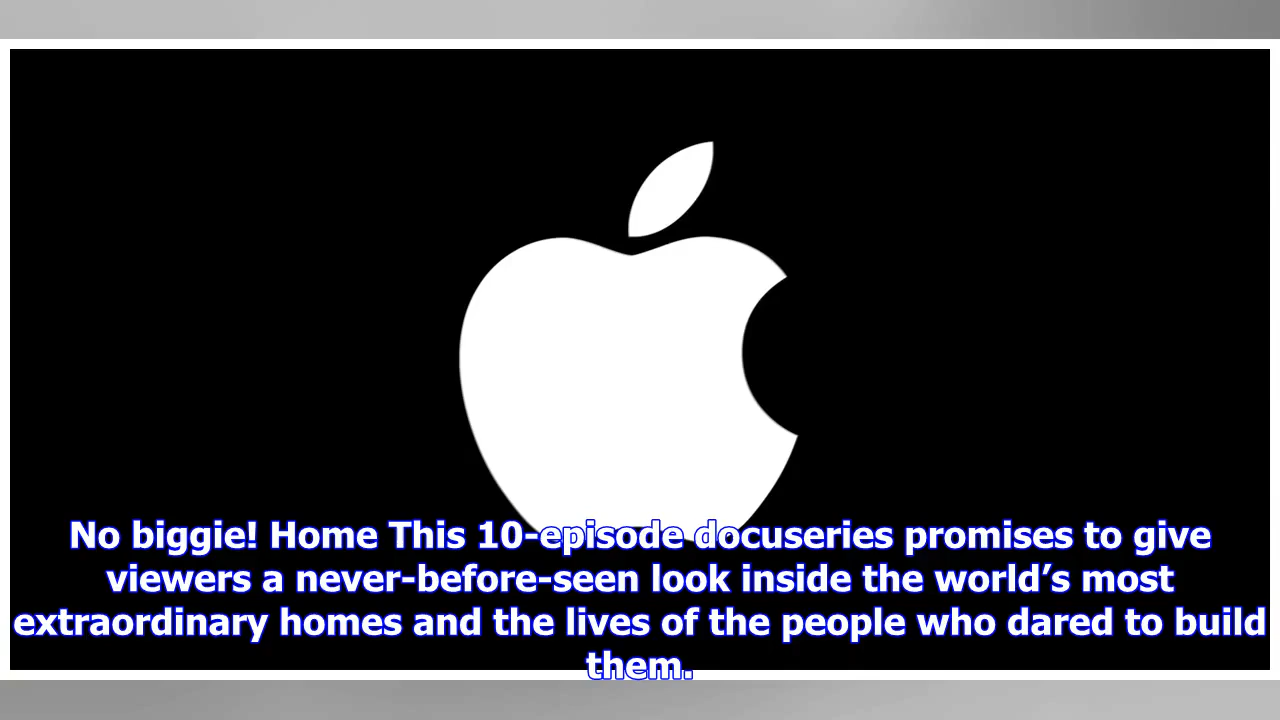 No biggie! Home This 10-episode docuseries promises to give
viewers a never-before-seen look inside the world’s most
extraordinary homes and the lives of the people who dared to build
them.